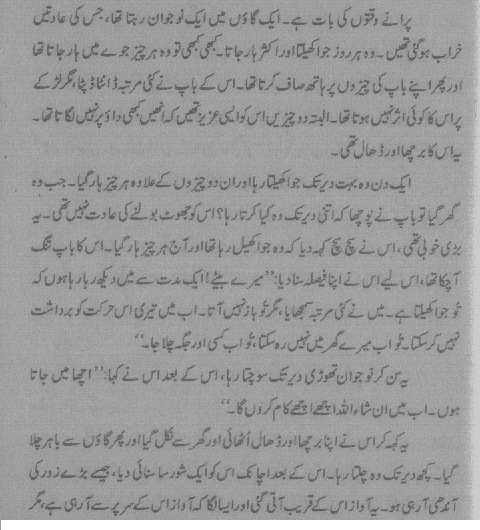 پرانے وقتوں کی بات ہے۔ ایک گاؤں میں ایک نوجوان رہتا تھا، جس کی عادتیں
خراب ہوگئی تھیں۔ وہ ہر روز جوا کھیلتا اور اکثر ہار جاتا۔ کبھی کبھی تو وہ ہر چیز جوے میں ہار جاتا تھا
اور پھر اپنے باپ کی چیزوں پر ہاتھ صاف کرتا تھا۔ اس کے باپ نے کئی مرتبہ ڈانٹا ڈپٹا، مگر لڑکے
پر اس کا کوئی اثر نہیں ہوتا تھا۔ البتہ دو چیزیں اس کو ایسی عزیز تھیں کہ انھیں کبھی داؤ پر نہیں لگاتا تھا۔
یہ اس کا برچھا اور ڈھال تھی۔
ایک دن وہ بہت دیر تک جوا کھیلتا رہا اور ان دو چیزوں کے علاوہ ہر چیز ہار گیا۔ جب وہ
گھر گیا تو باپ نے پوچھا کہ اتنی دیر تک وہ کیا کرتا رہا؟ اس کو جھوٹ بولنے کی عادت نہیں تھی۔ یہ
بڑی خوبی تھی، اس نے سچ سچ کہہ دیا کہ وہ جوا کھیل رہا تھا اور آج ہر چیز ہار گیا۔ اس کا باپ تنگ
آچکا تھا، اس لیے اس نے اپنا فیصلہ سنا دیا: ’’میرے بیٹے! ایک مدت سے میں دیکھ رہا رہا ہوں کہ
تُو جوا کھیلتا ہے۔ میں نے کئی مرتبہ سمجھایا، مگر تُو باز نہیں آتا۔ اب میں تیری اس حرکت کو برداشت
نہیں کر سکتا۔ تُو اب میرے گھر میں نہیں رہ سکتا، تُو اب کسی اور جگہ چلا جا۔‘‘
یہ سن کر نوجوان تھوڑی دیر تک سوچتا رہا، اس کے بعد اس نے کہا: ’’اچھا میں جاتا
ہوں۔ اب میں ان شاء اللہ اچھے اچھے کام کروں گا۔‘‘
یہ کہہ کر اس نے اپنا برچھا اور ڈھال اُٹھائی اور گھر سے نکل گیا اور پھر گاؤں سے باہر چلا
گیا۔ کچھ دیر تک وہ چلتا رہا۔ اس کے بعد اچانک اس کو ایک شور سا سنائی دیا، جیسے بڑے زور کی
آندھی آرہی ہو۔ یہ آواز اس کے قریب آتی گئی اور ایسا لگا کہ آواز اس کے سر پر سے آرہی ہے، مگر